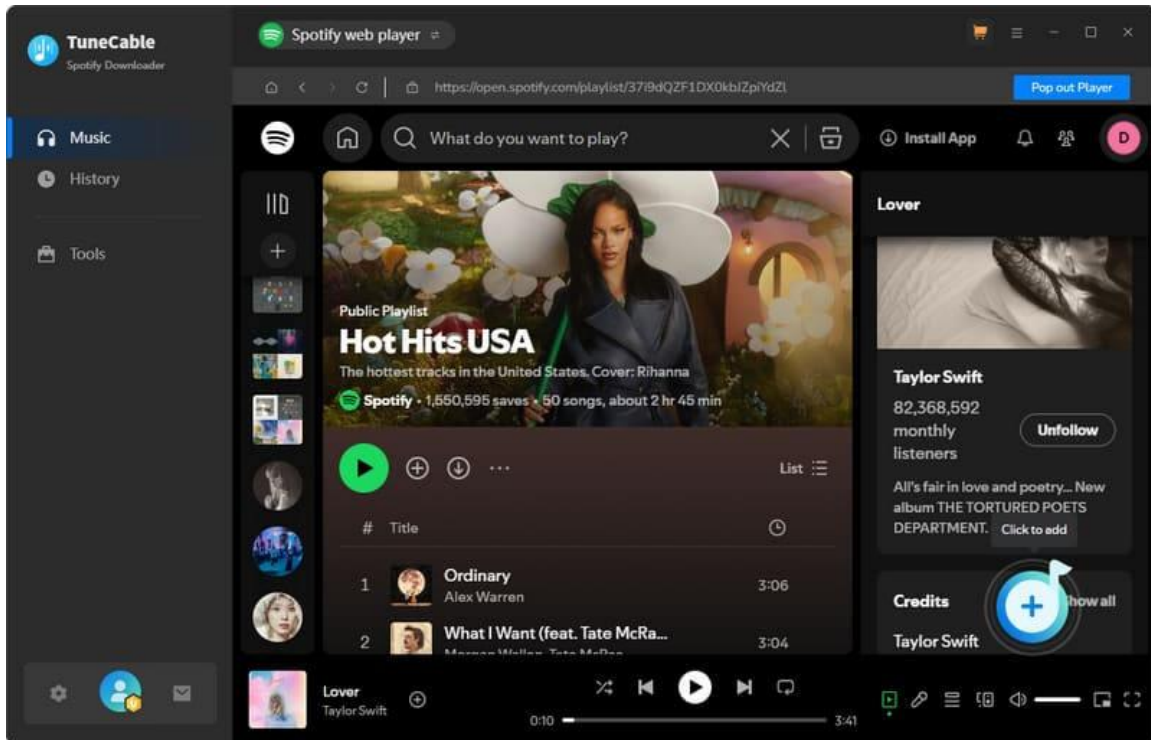 TuneCable
Spotify Downloader
Music
History
Tools
Spotify web player
https://open.spotify.com/playlist/37i9dQZF1DX0kbJZpiYdZl
Pop out Player
What do you want to play?
Install App
D
Public Playlist
Hot Hits USA
The hottest tracks in the United States. Cover: Rihanna
Spotify • 1,550,595 saves • 50 songs, about 2 hr 45 min
List
# Title
1
Ordinary
Alex Warren
3:06
2
What I Want (feat. Tate McRa...
Morgan Wallen, Tate McRae
3:04
Lover
Taylor Swift
82,368,592
monthly
listeners
Unfollow
All's fair in love and poetry... New
album THE TORTURED POETS
DEPARTMENT.
Click to add
Credits
Show all
Taylor Swift
Lover
Taylor Swift
0:10
3:41